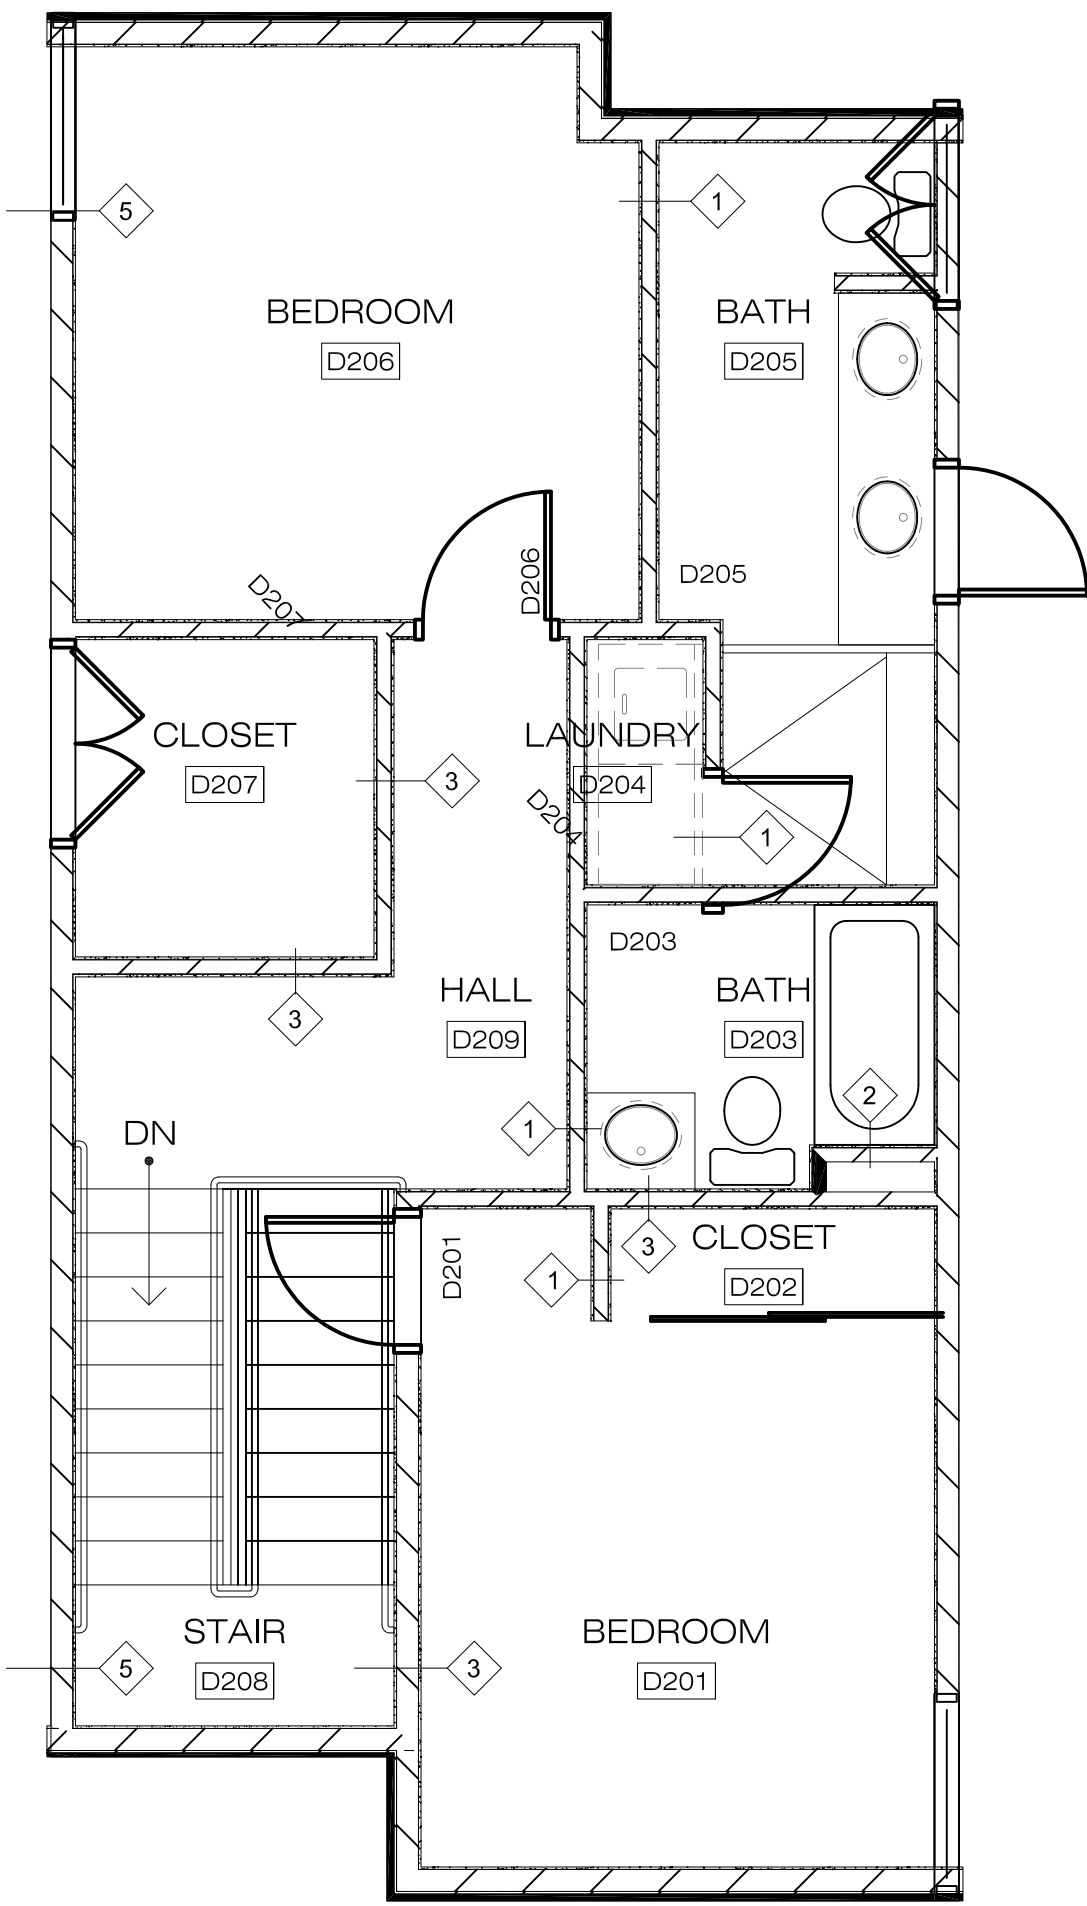 5
1
BEDROOM
D206
BATH
D205
D206
D205
D207
CLOSET
D207
3
LAUNDRY
D204
D204
1
D203
HALL
D209
BATH
D203
3
2
1
DN
D201
3
CLOSET
D202
1
STAIR
D208
BEDROOM
D201
5
3